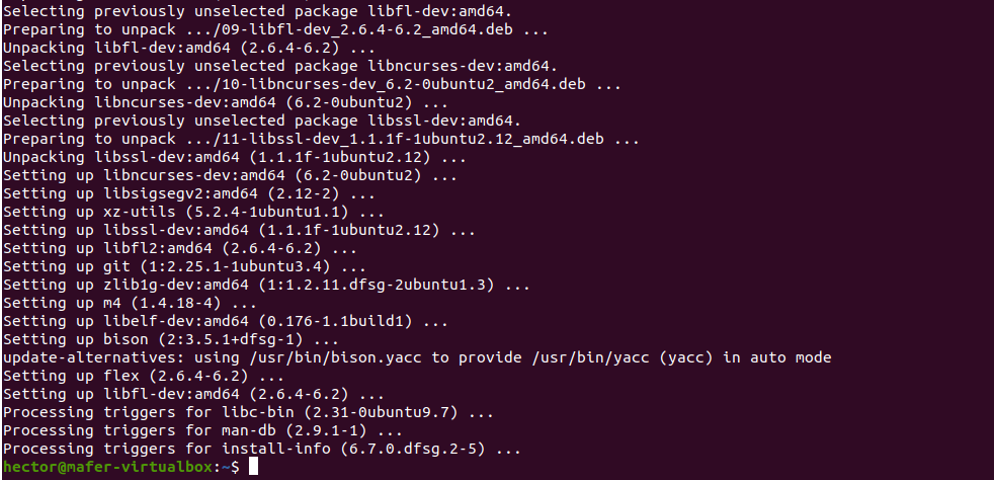 Selecting previously unselected package libfl-dev:amd64.
Preparing to unpack .../09-libfl-dev_2.6.4-6.2_amd64.deb ...
Unpacking libfl-dev:amd64 (2.6.4-6.2) ...
Selecting previously unselected package libncurses-dev:amd64.
Preparing to unpack .../10-libncurses-dev_6.2-0ubuntu2_amd64.deb ...
Unpacking libncurses-dev:amd64 (6.2-0ubuntu2) ...
Selecting previously unselected package libssl-dev:amd64.
Preparing to unpack .../11-libssl-dev_1.1.1f-1ubuntu2.12_amd64.deb ...
Unpacking libssl-dev:amd64 (1.1.1f-1ubuntu2.12) ...
Setting up libncurses-dev:amd64 (6.2-0ubuntu2) ...
Setting up libsigsegv2:amd64 (2.12-2) ...
Setting up xz-utils (5.2.4-1ubuntu1.1) ...
Setting up libssl-dev:amd64 (1.1.1f-1ubuntu2.12) ...
Setting up libfl2:amd64 (2.6.4-6.2) ...
Setting up git (1:2.25.1-1ubuntu3.4) ...
Setting up zlib1g-dev:amd64 (1:1.2.11.dfsg-2ubuntu1.3) ...
Setting up m4 (1.4.18-4) ...
Setting up libelf-dev:amd64 (0.176-1.1build1) ...
Setting up bison (2:3.5.1+dfsg-1) ...
update-alternatives: using /usr/bin/bison.yacc to provide /usr/bin/yacc (yacc) in auto mode
Setting up flex (2.6.4-6.2) ...
Setting up libfl-dev:amd64 (2.6.4-6.2) ...
Processing triggers for libc-bin (2.31-0ubuntu9.7) ...
Processing triggers for man-db (2.9.1-1) ...
Processing triggers for install-info (6.7.0.dfsg.2-5) ...
hector@mafer-virtualbox:~$